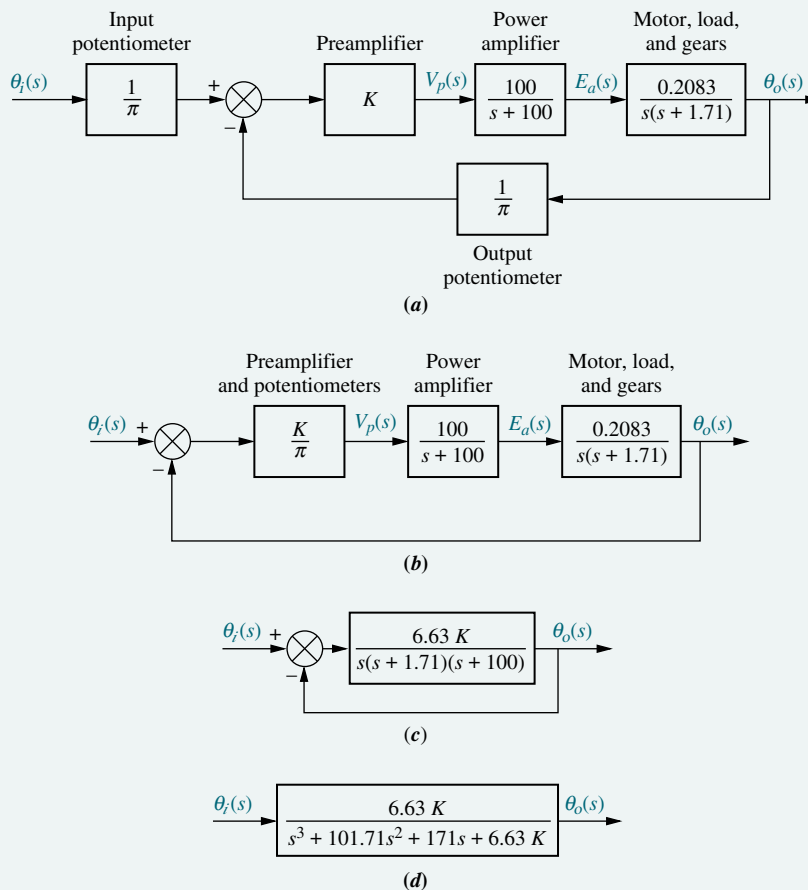 Input
potentiometer
Preamplifier
Power
amplifier
Motor, load,
and gears
θi(s)
1
π
+
−
K
Vp(s)
100
s + 100
Ea(s)
0.2083
s(s + 1.71)
θo(s)
1
π
Output
potentiometer
(a)
Preamplifier
and potentiometers
Power
amplifier
Motor, load,
and gears
θi(s)
+
−
K
π
Vp(s)
100
s + 100
Ea(s)
0.2083
s(s + 1.71)
θo(s)
(b)
θi(s)
+
−
6.63 K
s(s + 1.71)(s + 100)
θo(s)
(c)
θi(s)
6.63 K
s³ + 101.71s² + 171s + 6.63 K
θo(s)
(d)